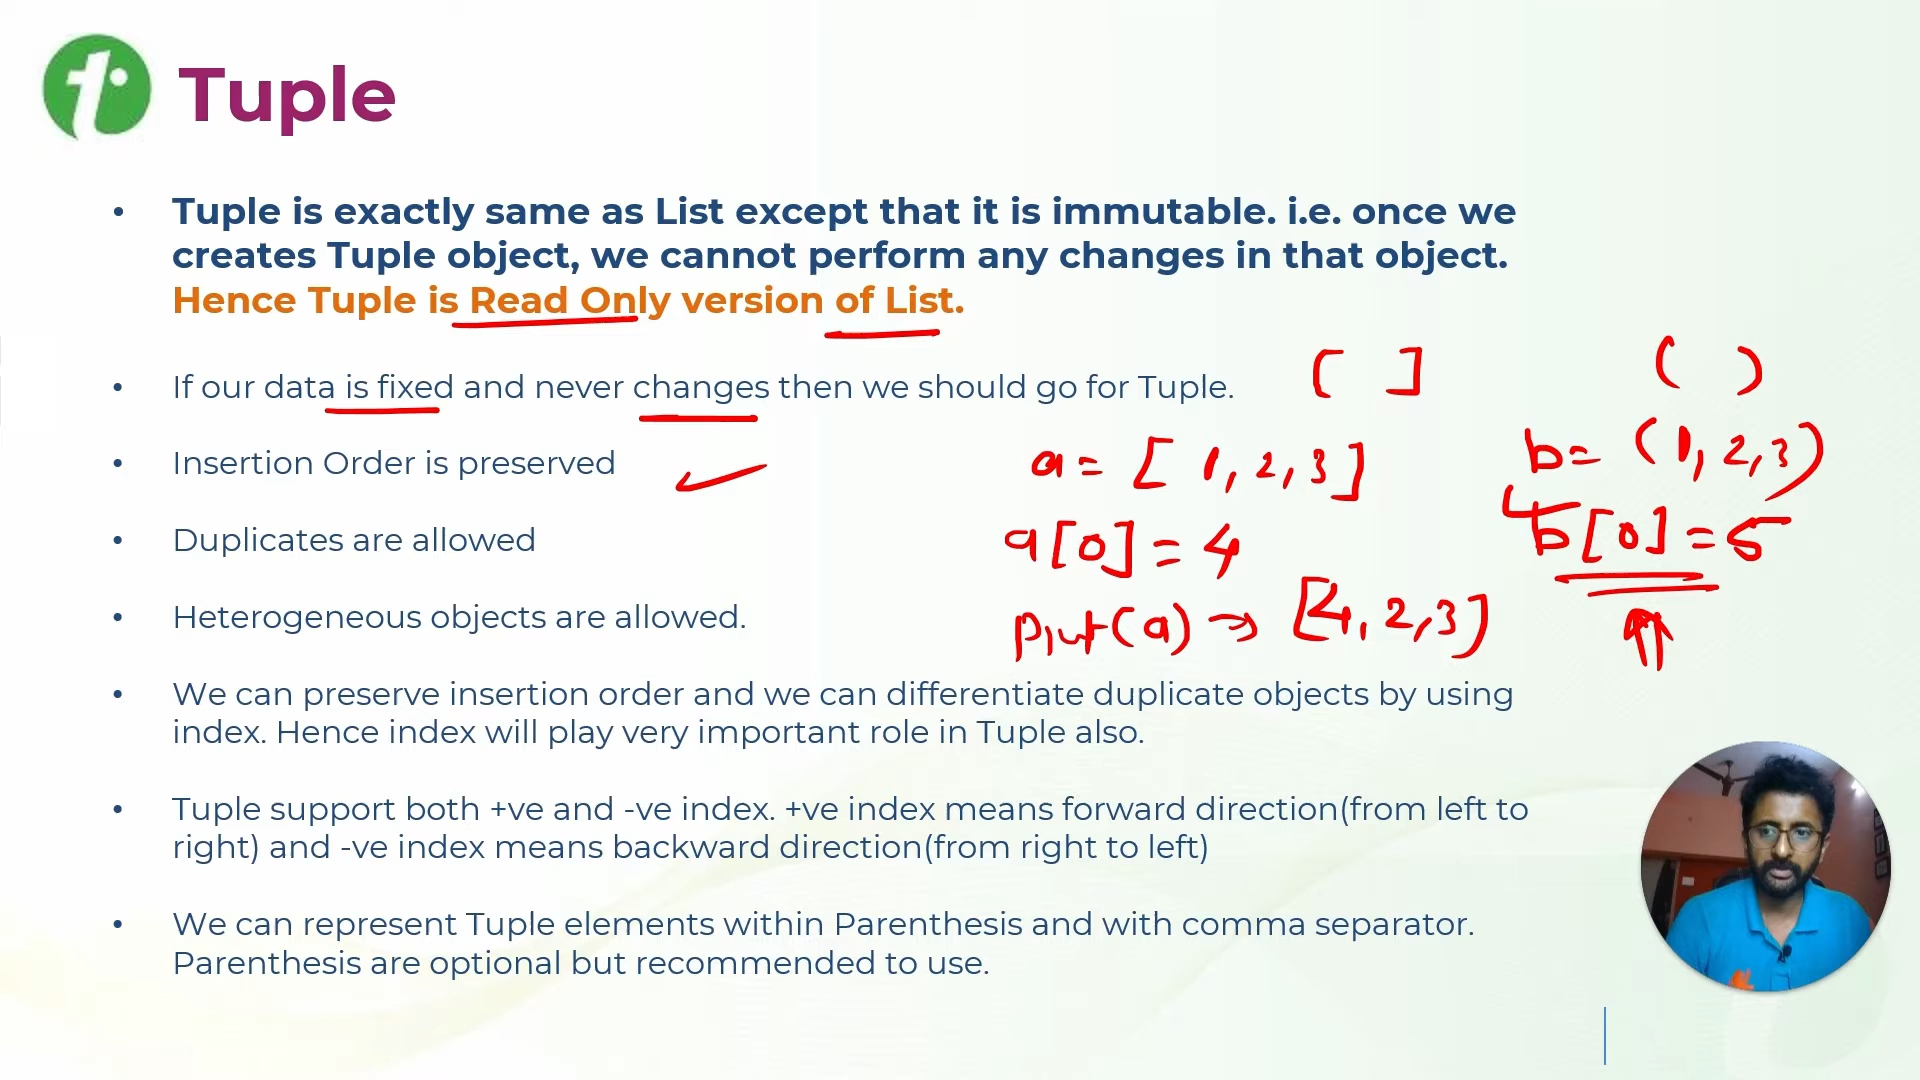 Tuple
• Tuple is exactly same as List except that it is immutable. i.e. once we
creates Tuple object, we cannot perform any changes in that object.
Hence Tuple is Read Only version of List.
• If our data is fixed and never changes then we should go for Tuple.
[ ]
( )
• Insertion Order is preserved
a = [ 1, 2, 3 ]
b = (1, 2, 3)
• Duplicates are allowed
a[0] = 4
b[0] = 5
• Heterogeneous objects are allowed.
print(a) → [4, 2, 3]
• We can preserve insertion order and we can differentiate duplicate objects by using
index. Hence index will play very important role in Tuple also.
• Tuple support both +ve and -ve index. +ve index means forward direction(from left to
right) and -ve index means backward direction(from right to left)
• We can represent Tuple elements within Parenthesis and with comma separator.
Parenthesis are optional but recommended to use.